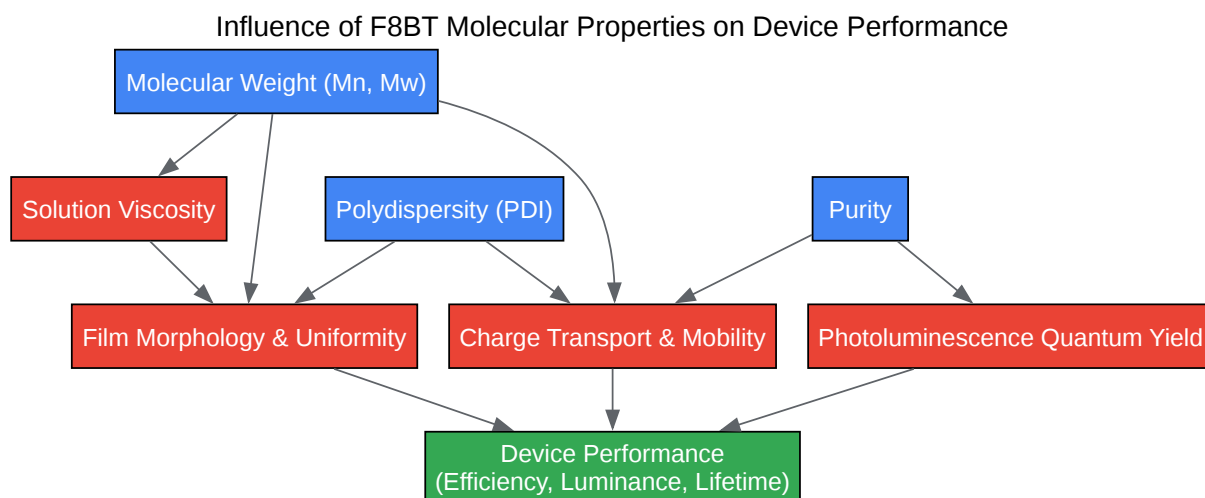 Influence of F8BT Molecular Properties on Device Performance
Molecular Weight (Mn, Mw)
Solution Viscosity
Polydispersity (PDI)
Purity
Film Morphology & Uniformity
Charge Transport & Mobility
Photoluminescence Quantum Yield
Device Performance
(Efficiency, Luminance, Lifetime)